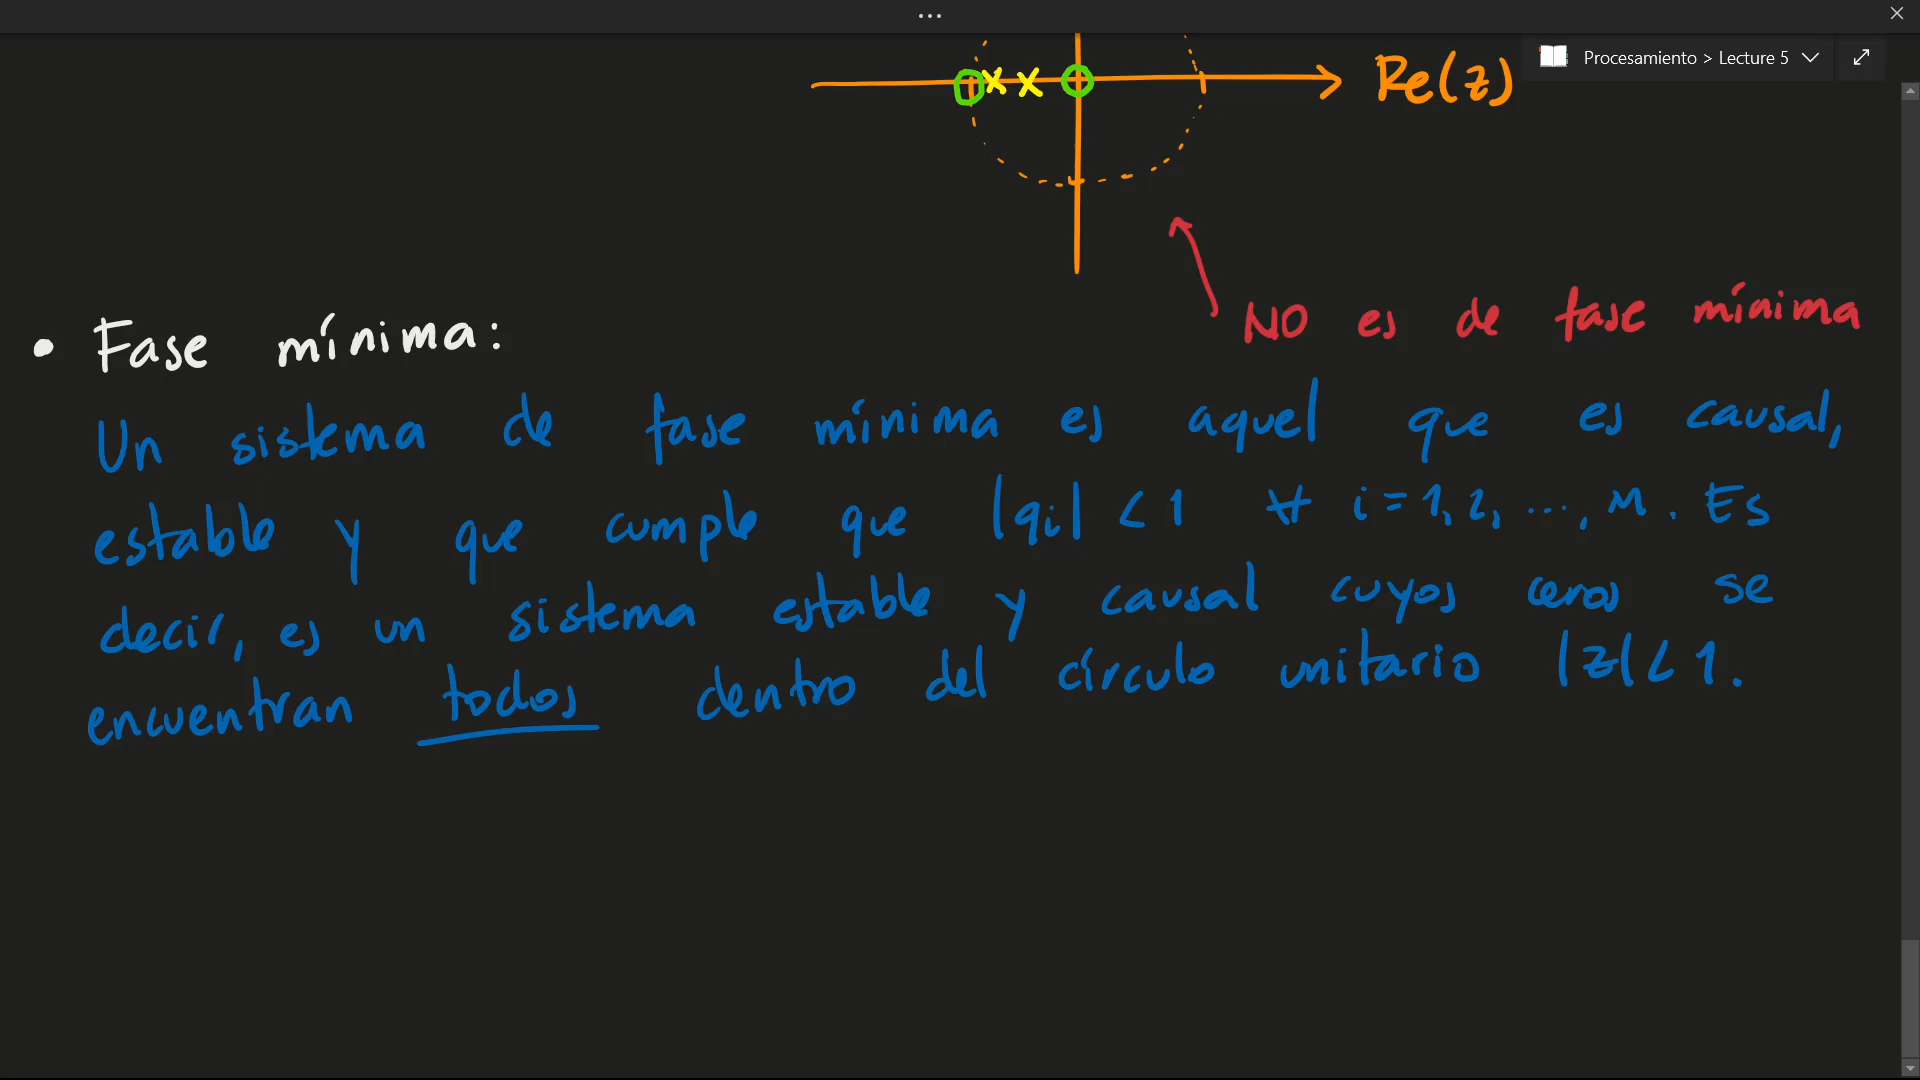 Procesamiento > Lecture 5
Re(z)
NO es de fase mínima
• Fase mínima:
Un sistema de fase mínima es aquel que es causal,
estable y que cumple que |qi| < 1 ∀ i = 1, 2, ..., M. Es
decir, es un sistema estable y causal cuyos ceros se
encuentran todos dentro del círculo unitario |z| < 1.